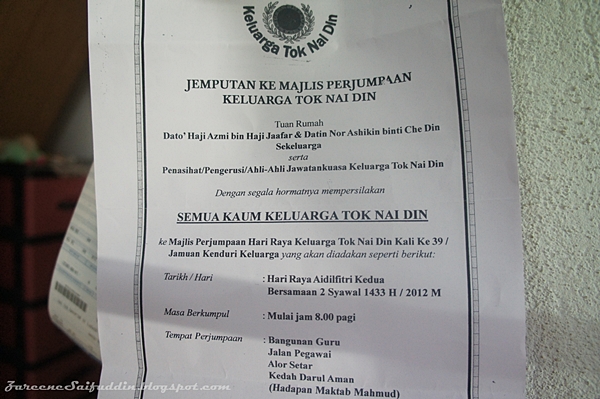 Keluarga Tok Nai Din
JEMPUTAN KE MAJLIS PERJUMPAAN
KELUARGA TOK NAI DIN
Tuan Rumah
Dato' Haji Azmi bin Haji Jaafar & Datin Nor Ashikin binti Che Din
Sekeluarga
serta
Penasihat/Pengerusi/Ahli-Ahli Jawatankuasa Keluarga Tok Nai Din
Dengan segala hormatnya mempersilakan
SEMUA KAUM KELUARGA TOK NAI DIN
ke Majlis Perjumpaan Hari Raya Keluarga Tok Nai Din Kali Ke 39 /
Jamuan Kenduri Keluarga yang akan diadakan seperti berikut:
Tarikh / Hari : Hari Raya Aidilfitri Kedua
Bersamaan 2 Syawal 1433 H / 2012 M
Masa Berkumpul : Mulai jam 8.00 pagi
Tempat Perjumpaan : Bangunan Guru
Jalan Pegawai
Alor Setar
Kedah Darul Aman
(Hadapan Maktab Mahmud)
ZureeneSaifuddin.blogspot.com